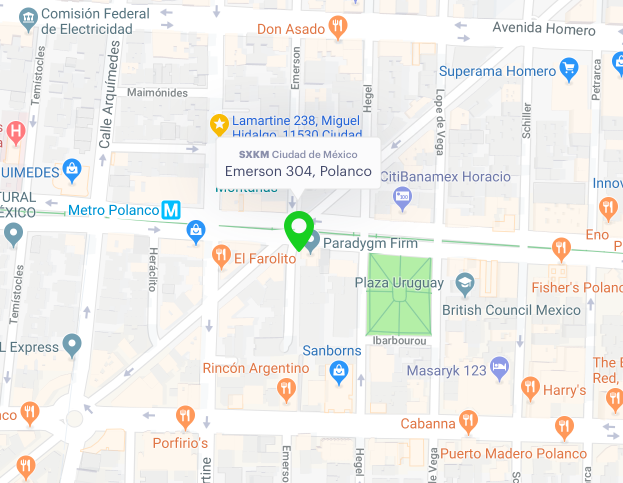 Comisión Federal
de Electricidad
Don Asado
Avenida Homero
Temístocles
Calle Arquímedes
Emerson
Superama Homero
Petrarca
Maimónides
Hegel
Lope de Vega
Schiller
Lamartine 238, Miguel
Hidalgo, 11530 Ciudad
SXKM Ciudad de México
Emerson 304, Polanco
UIMEDES
CitiBanamex Horacio
Innov
TURAL
ÉXICO
Metro Polanco
M
Eno
P
Paradygm Firm
El Farolito
Heráclito
Temístocles
Plaza Uruguay
Fisher's Polanc
British Council Mexico
L Express
Ibarbourou
Sanborns
Rincón Argentino
Masaryk 123
The B
Red,
Harry's
nco
Porfirio's
Cabanna
Puerto Madero Polanco
rtine
Emerso
Hegel
de Vega
S